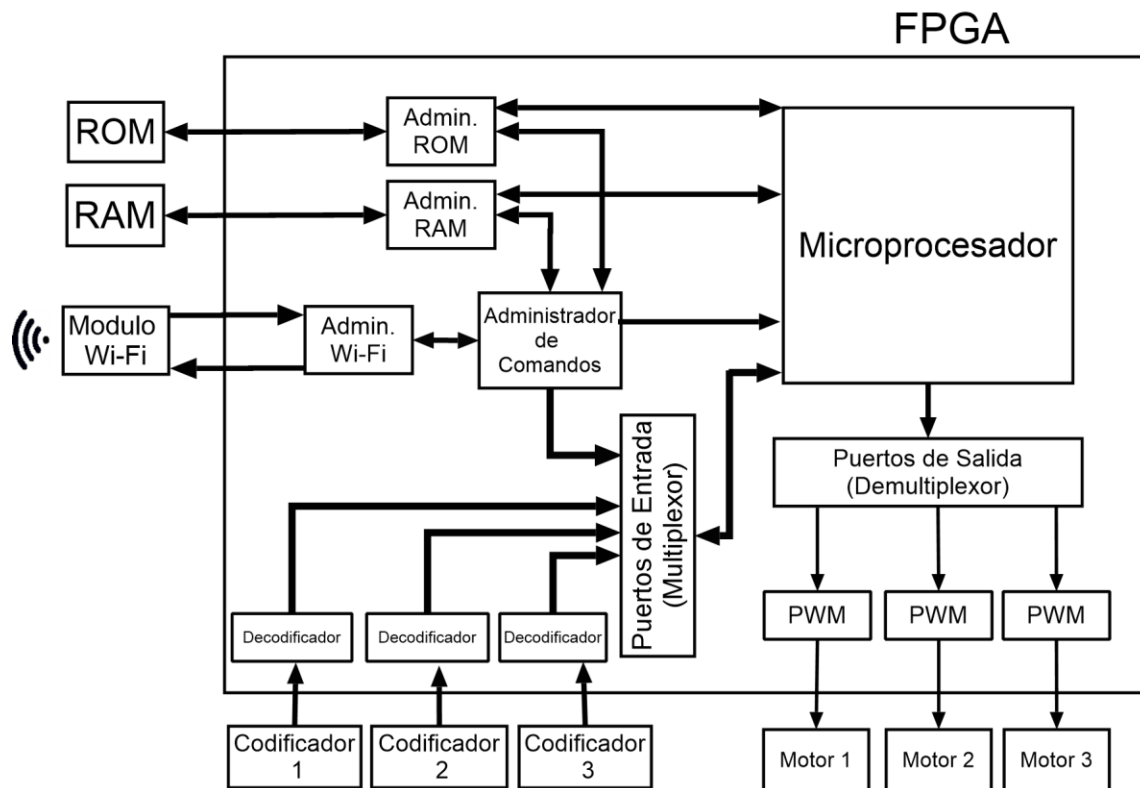 FPGA
ROM
Admin.
ROM
RAM
Admin.
RAM
Microprocesador
Modulo
Wi-Fi
Admin.
Wi-Fi
Administrador
de
Comandos
Puertos de Entrada
(Multiplexor)
Puertos de Salida
(Demultiplexor)
Decodificador
Decodificador
Decodificador
PWM
PWM
PWM
Codificador
1
Codificador
2
Codificador
3
Motor 1
Motor 2
Motor 3